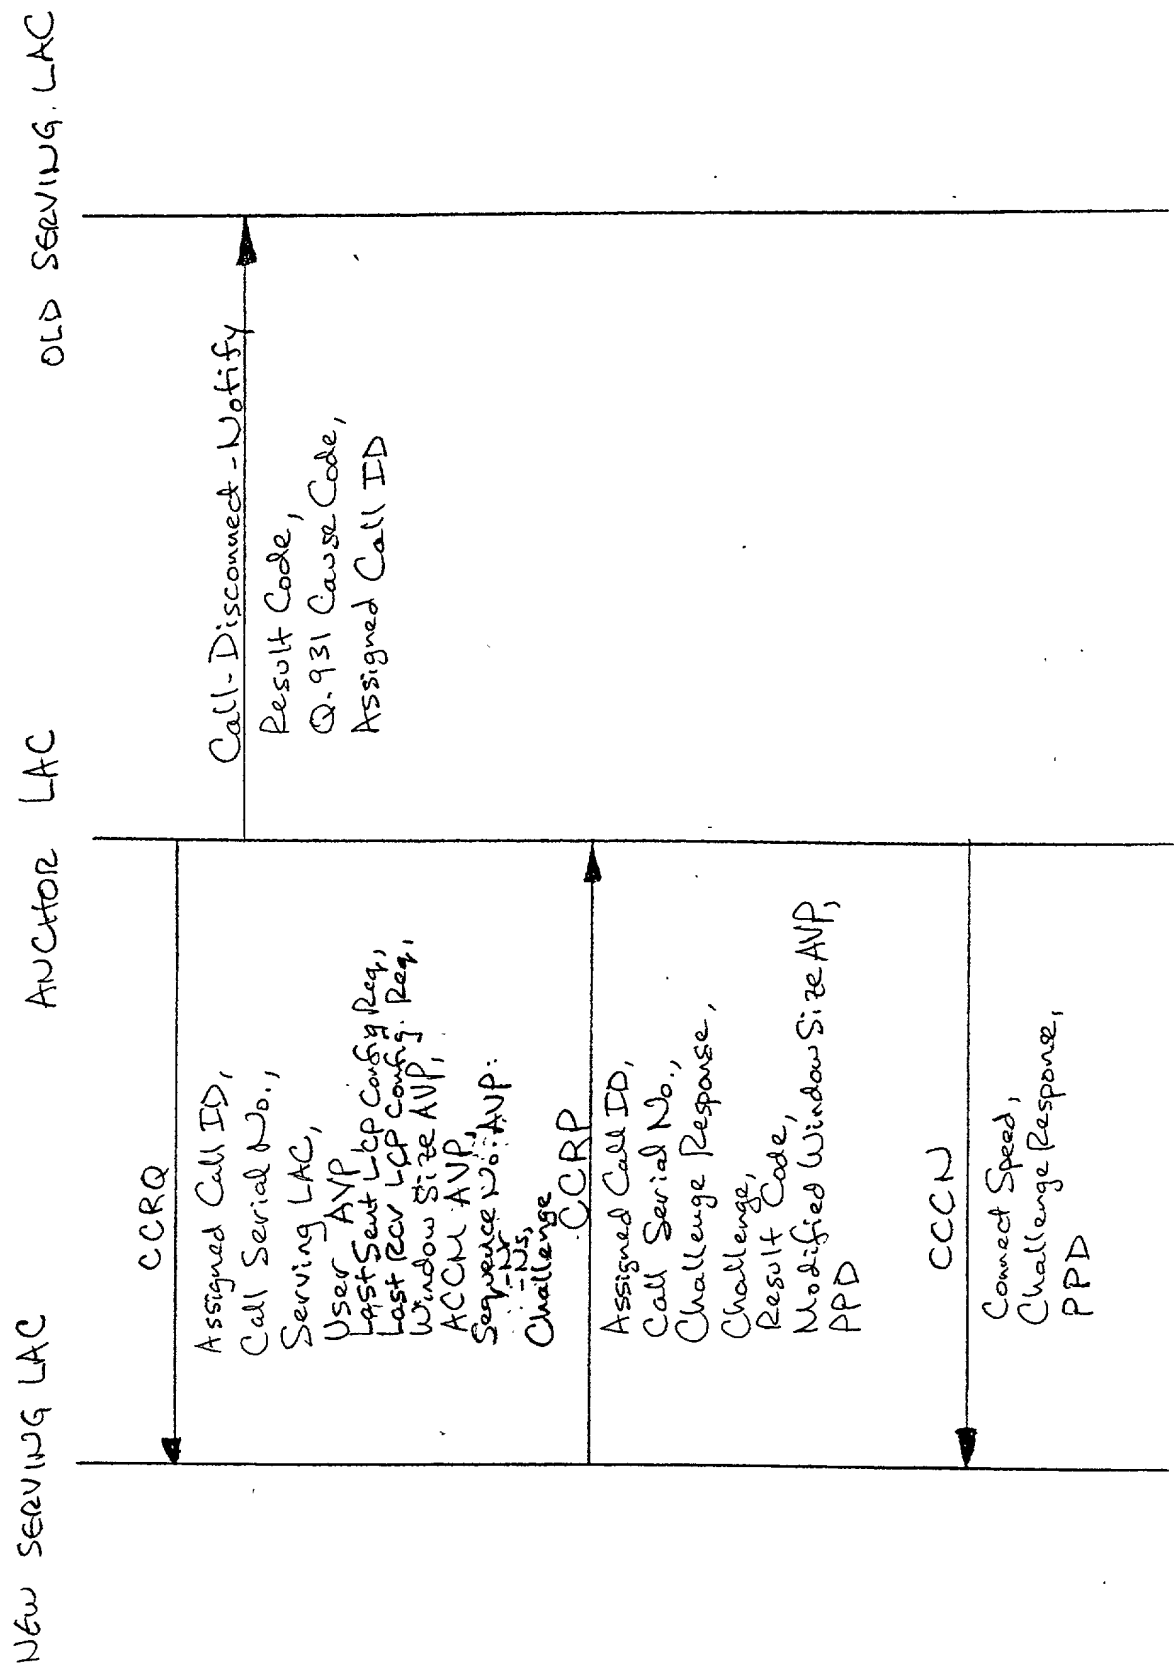 NEW SERVING LAC
ANCHOR LAC
OLD SERVING. LAC
CCRQ
Assigned Call ID,
Call Serial No.,
Serving LAC,
User AVP
Last Sent LCP Config Req,
Last RCV LCP Config. Req,
Window Size AVP,
ACCM AVP,
Sequence No. AVP:
-Nr
-Ns,
Challenge
Call-Disconnect-Notify
Result Code,
Q.931 Cause Code,
Assigned Call ID
CCRP
Assigned Call ID,
Call Serial No.,
Challenge Response,
Challenge,
Result Code,
Modified Window Size AVP,
PPD
CCCN
Connect Speed,
Challenge Response,
PPD